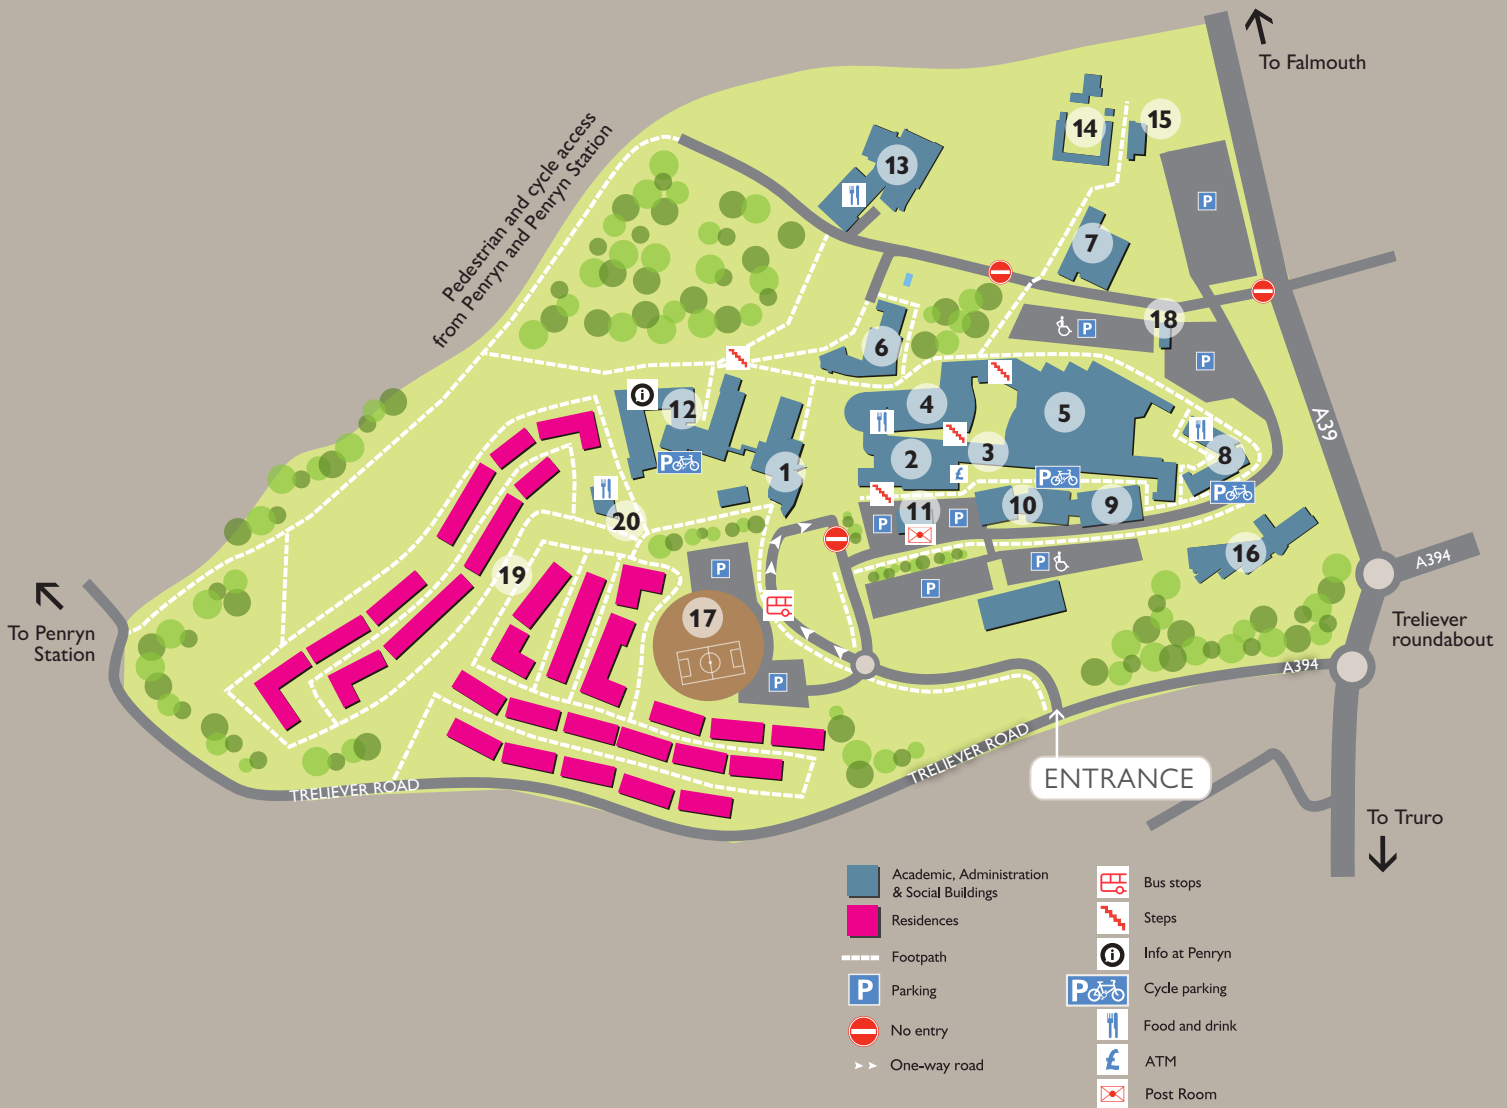 To Falmouth
Pedestrian and cycle access
from Penryn and Penryn Station
14
15
13
P
7
18
P
P
6
i
12
4
5
A39
2
3
8
1
£
P
P
20
P
11
P
10
9
P
16
P
A394
19
P
P
17
To Penryn
Station
Treliever
roundabout
A394
P
TRELIEVER ROAD
ENTRANCE
TRELIEVER ROAD
To Truro
Academic, Administration
& Social Buildings
Residences
Footpath
P Parking
No entry
One-way road
Bus stops
Steps
i Info at Penryn
P Cycle parking
Food and drink
£ ATM
Post Room